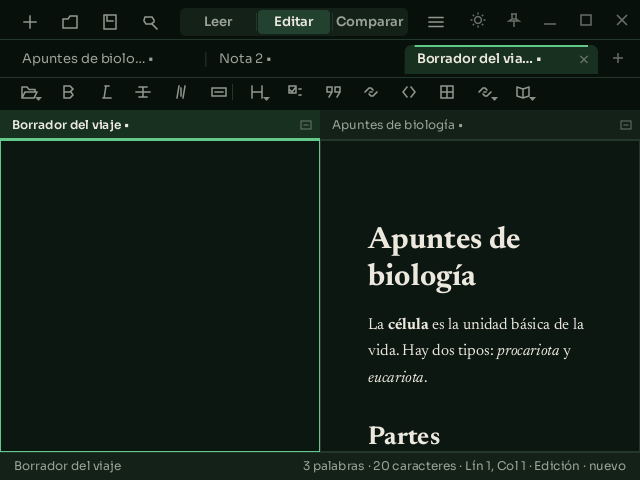 Leer Editar Comparar
Apuntes de biolo... ▪ Nota 2 ▪ Borrador del via... ▪
Borrador del viaje ▪ Apuntes de biología ▪
Apuntes de
biología
La célula es la unidad básica de la
vida. Hay dos tipos: procariota y
eucariota.
Partes
Borrador del viaje 3 palabras · 20 caracteres · Lín 1, Col 1 · Edición · nuevo